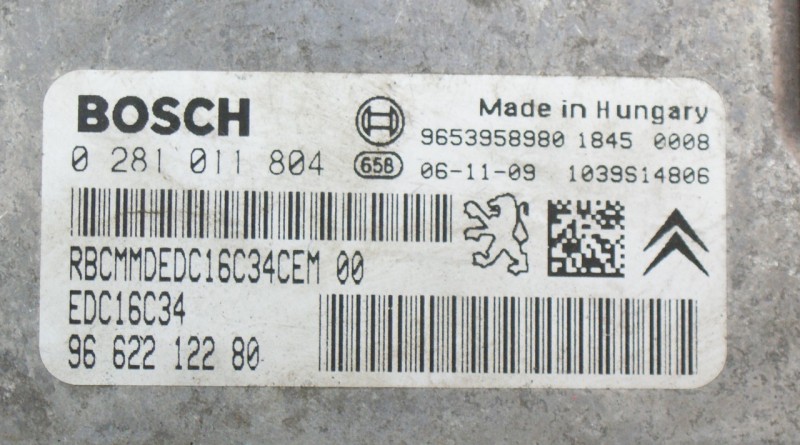 BOSCH
Made in Hungary
9653958980 1845 0008
0 281 011 804
658 06-11-09 1039S14806
RBCMMDEDC16C34CEM 00
EDC16C34
96 622 122 80